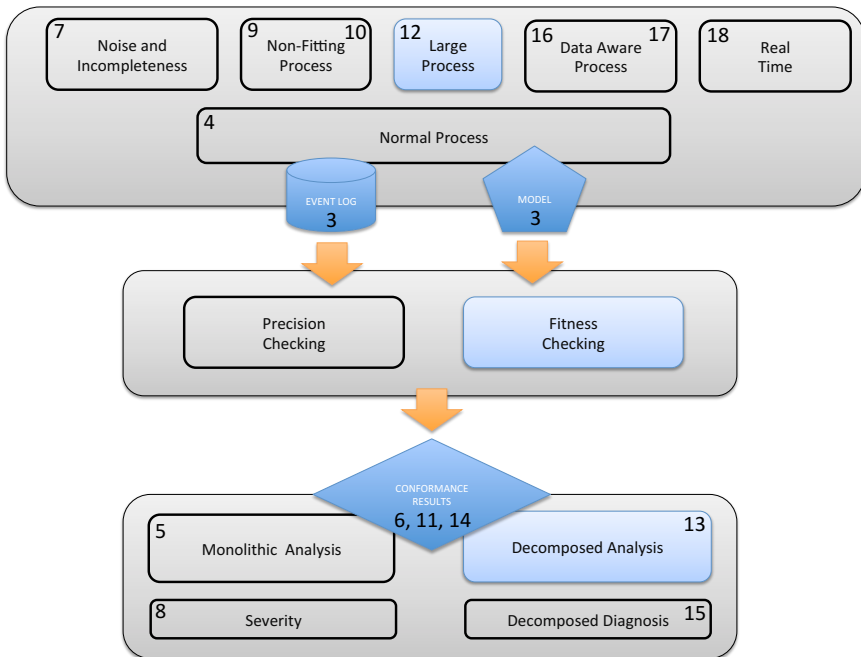 7
Noise and
Incompleteness
9
10
Non-Fitting
Process
12
Large
Process
16
17
Data Aware
Process
18
Real
Time
4
Normal Process
EVENT LOG
3
MODEL
3
Precision
Checking
Fitness
Checking
CONFORMANCE
RESULTS
6, 11, 14
5
Monolithic Analysis
13
Decomposed Analysis
8
Severity
Decomposed Diagnosis
15